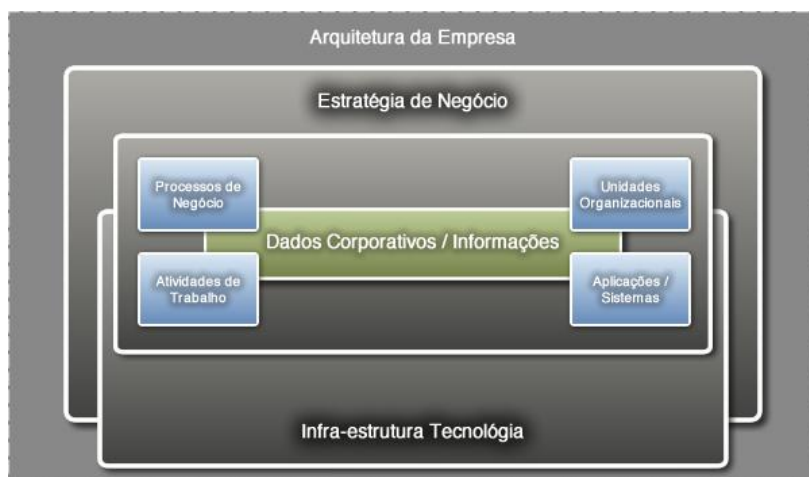 Arquitetura da Empresa
Estratégia de Negócio
Processos de
Negócio
Unidades
Organizacionais
Dados Corporativos / Informações
Atividades de
Trabalho
Aplicações /
Sistemas
Infra-estrutura Tecnológia